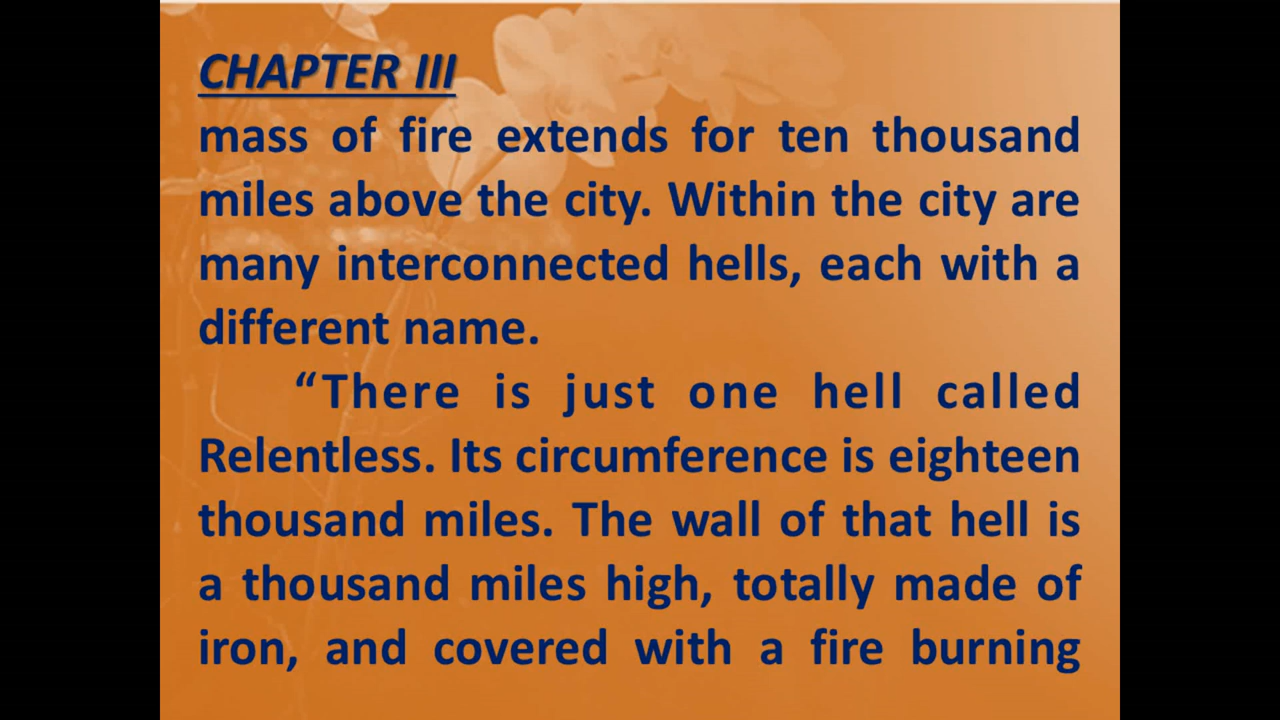 CHAPTER III
mass of fire extends for ten thousand
miles above the city. Within the city are
many interconnected hells, each with a
different name.
“There is just one hell called
Relentless. Its circumference is eighteen
thousand miles. The wall of that hell is
a thousand miles high, totally made of
iron, and covered with a fire burning